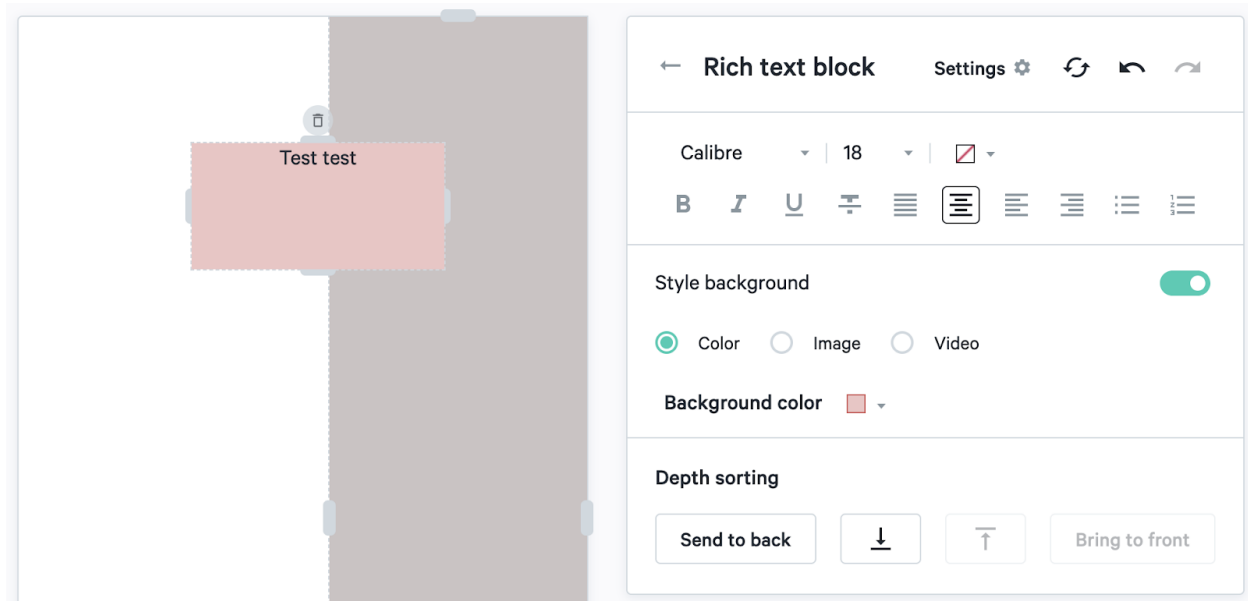 Test test
Rich text block Settings
Calibre 18
B I U T
Style background
Color Image Video
Background color
Depth sorting
Send to back Bring to front